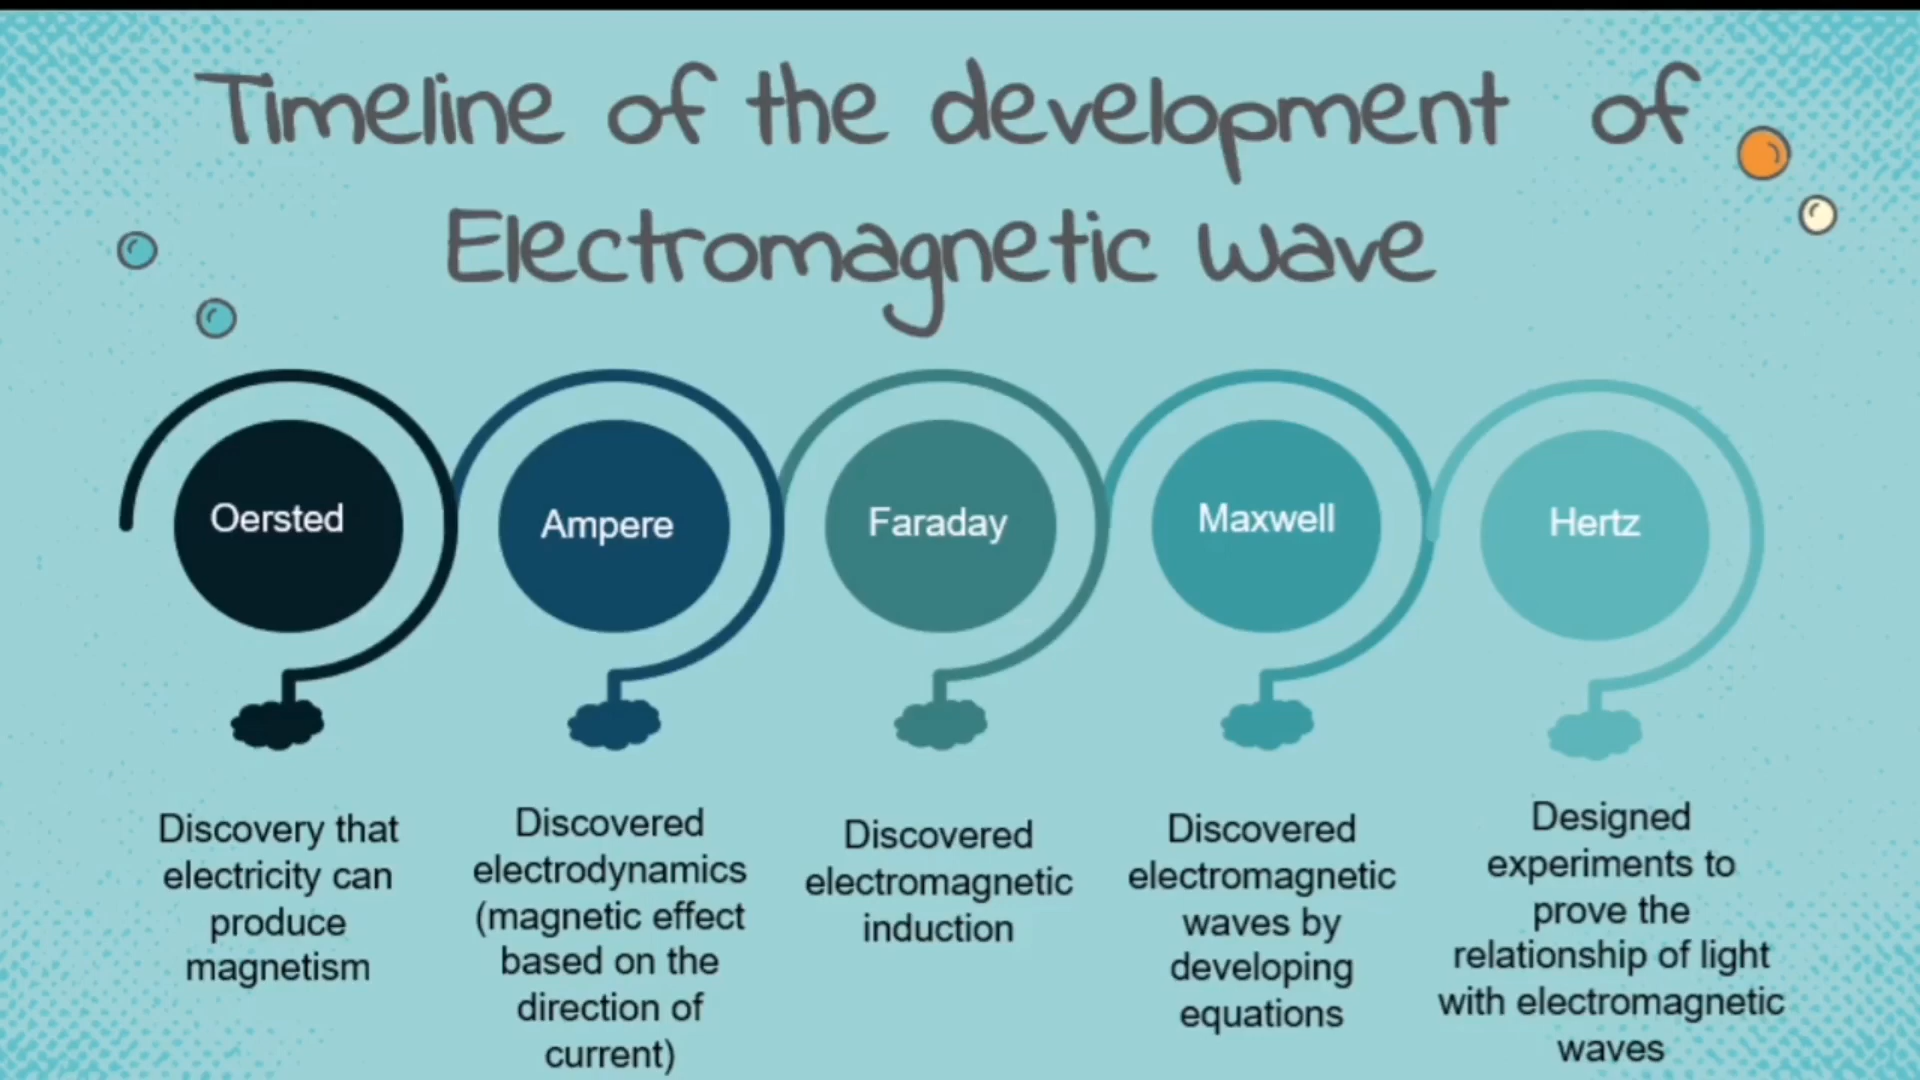 Timeline of the development of
Electromagnetic Wave
Oersted
Ampere
Faraday
Maxwell
Hertz
Discovery that
electricity can
produce
magnetism
Discovered
electrodynamics
(magnetic effect
based on the
direction of
current)
Discovered
electromagnetic
induction
Discovered
electromagnetic
waves by
developing
equations
Designed
experiments to
prove the
relationship of light
with electromagnetic
waves